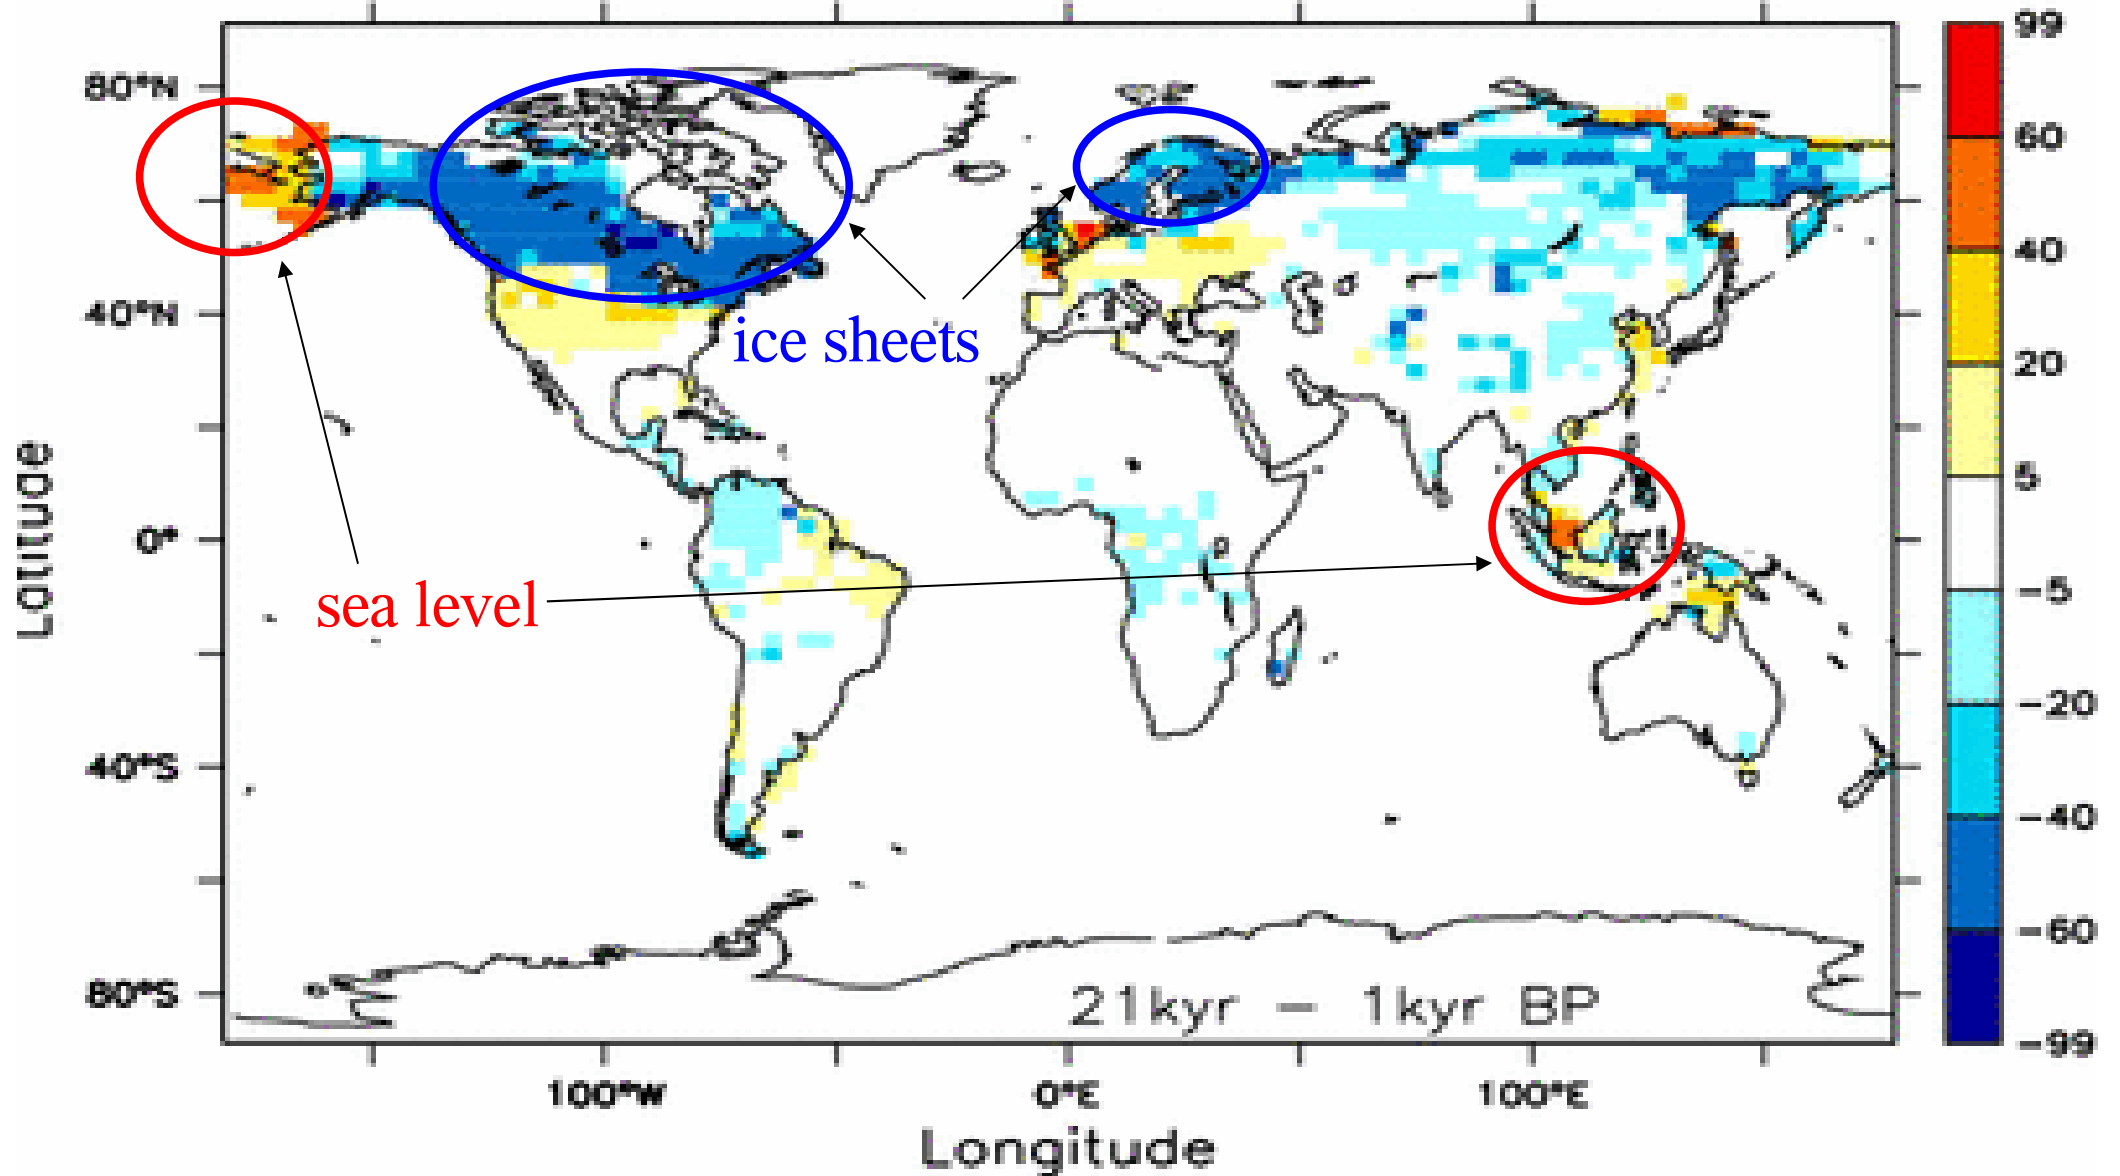 80°N
40°N
0°
40°S
80°S
Latitude
100°W
0°E
100°E
Longitude
ice sheets
sea level
21kyr – 1kyr BP
99
60
40
20
5
−5
−20
−40
−60
−99